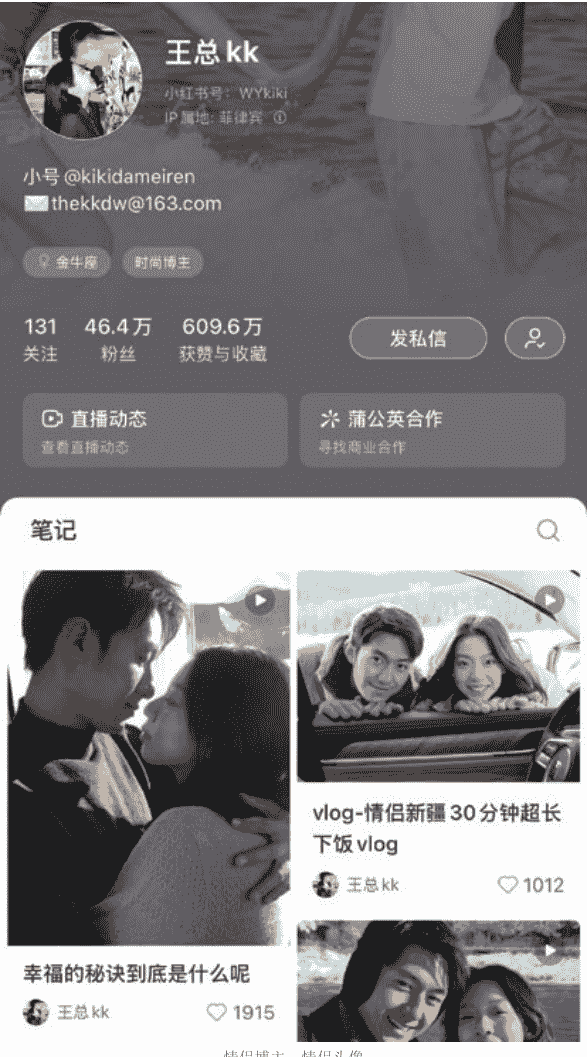 王总kk
小红书号：WYkiki
IP属地: 菲律宾
小号@kikidameiren
thekkdw@163.com
金牛座 时尚博主
131 46.4万 609.6万
关注 粉丝 获赞与收藏
发私信
直播动态 蒲公英合作
查看直播动态 寻找商业合作
笔记
幸福的秘诀到底是什么呢
王总kk 1915
vlog-情侣新疆30分钟超长
下饭vlog
王总kk 1012